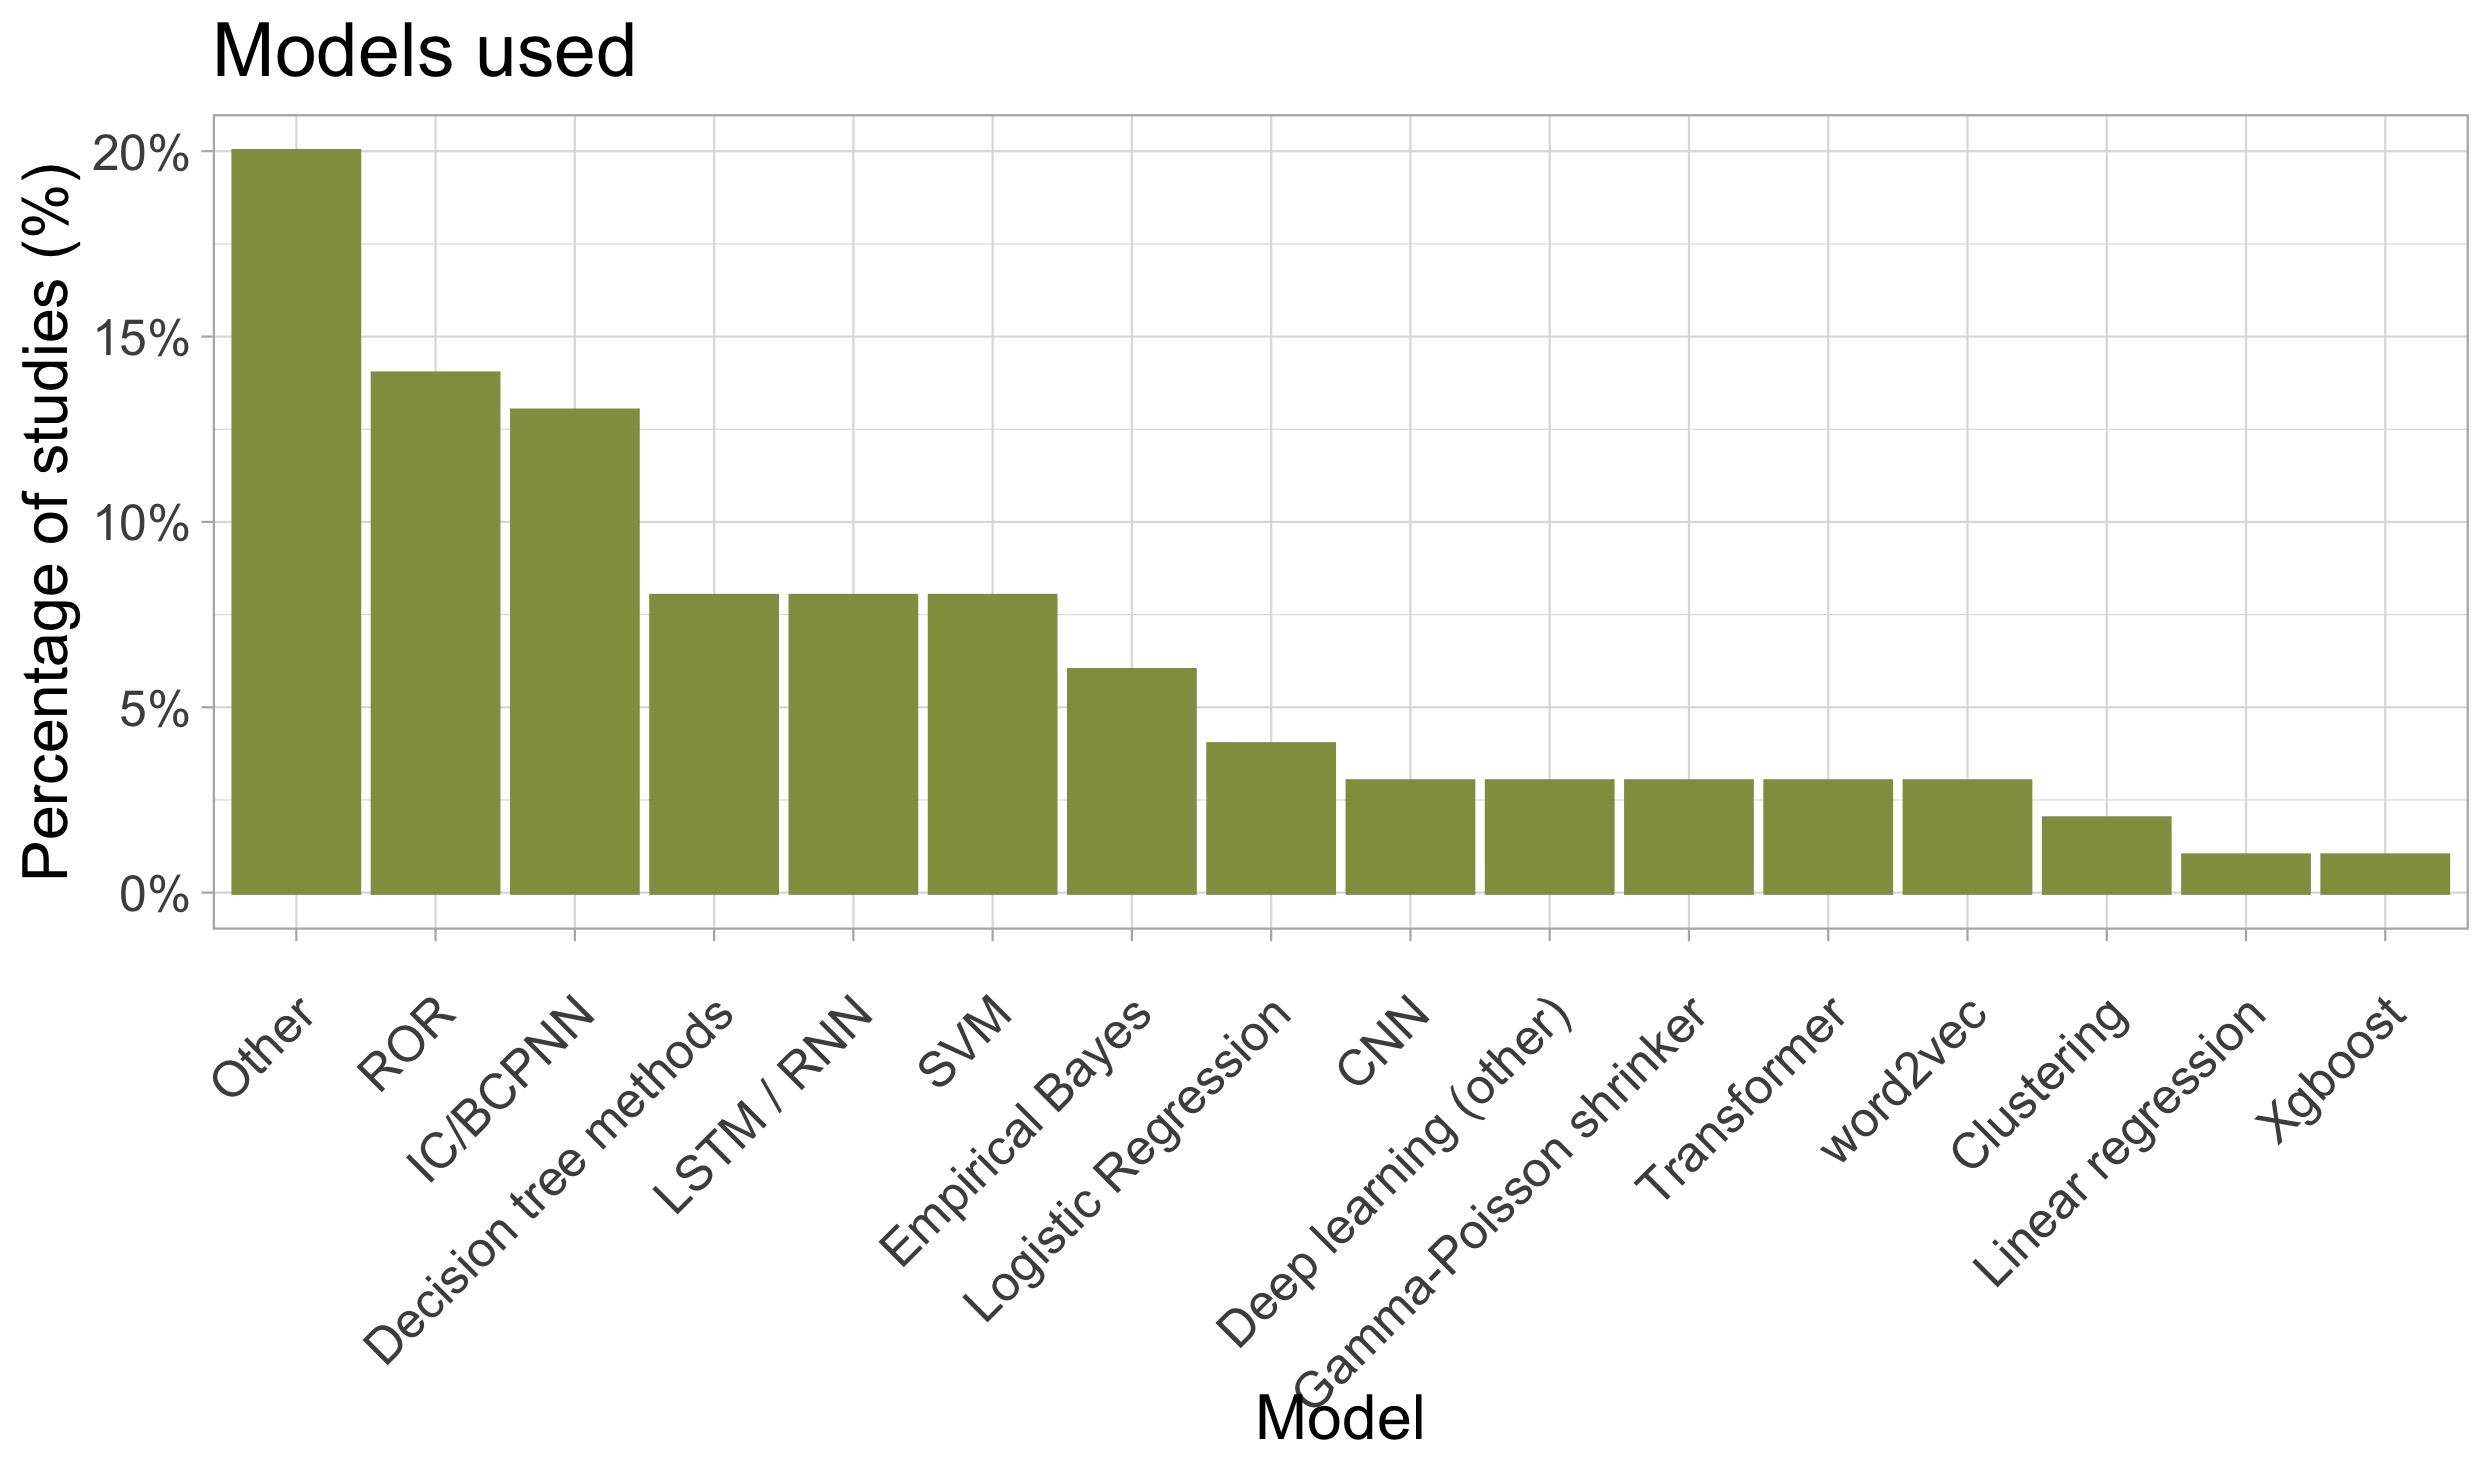 Models used
Percentage of studies (%)
20%
15%
10%
5%
0%
Other
ROR
IC/BCPNN
Decision tree methods
LSTM / RNN
SVM
Empirical Bayes
Logistic Regression
CNN
Deep learning (other)
Gamma-Poisson shrinker
Transformer
word2vec
Clustering
Linear regression
Xgboost
Model